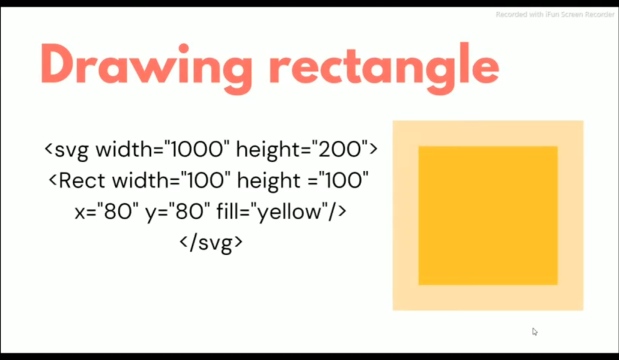 Recorded with iFun Screen Recorder
Drawing rectangle
<svg width="1000" height="200">
<Rect width="100" height ="100"
x="80" y="80" fill="yellow"/>
</svg>